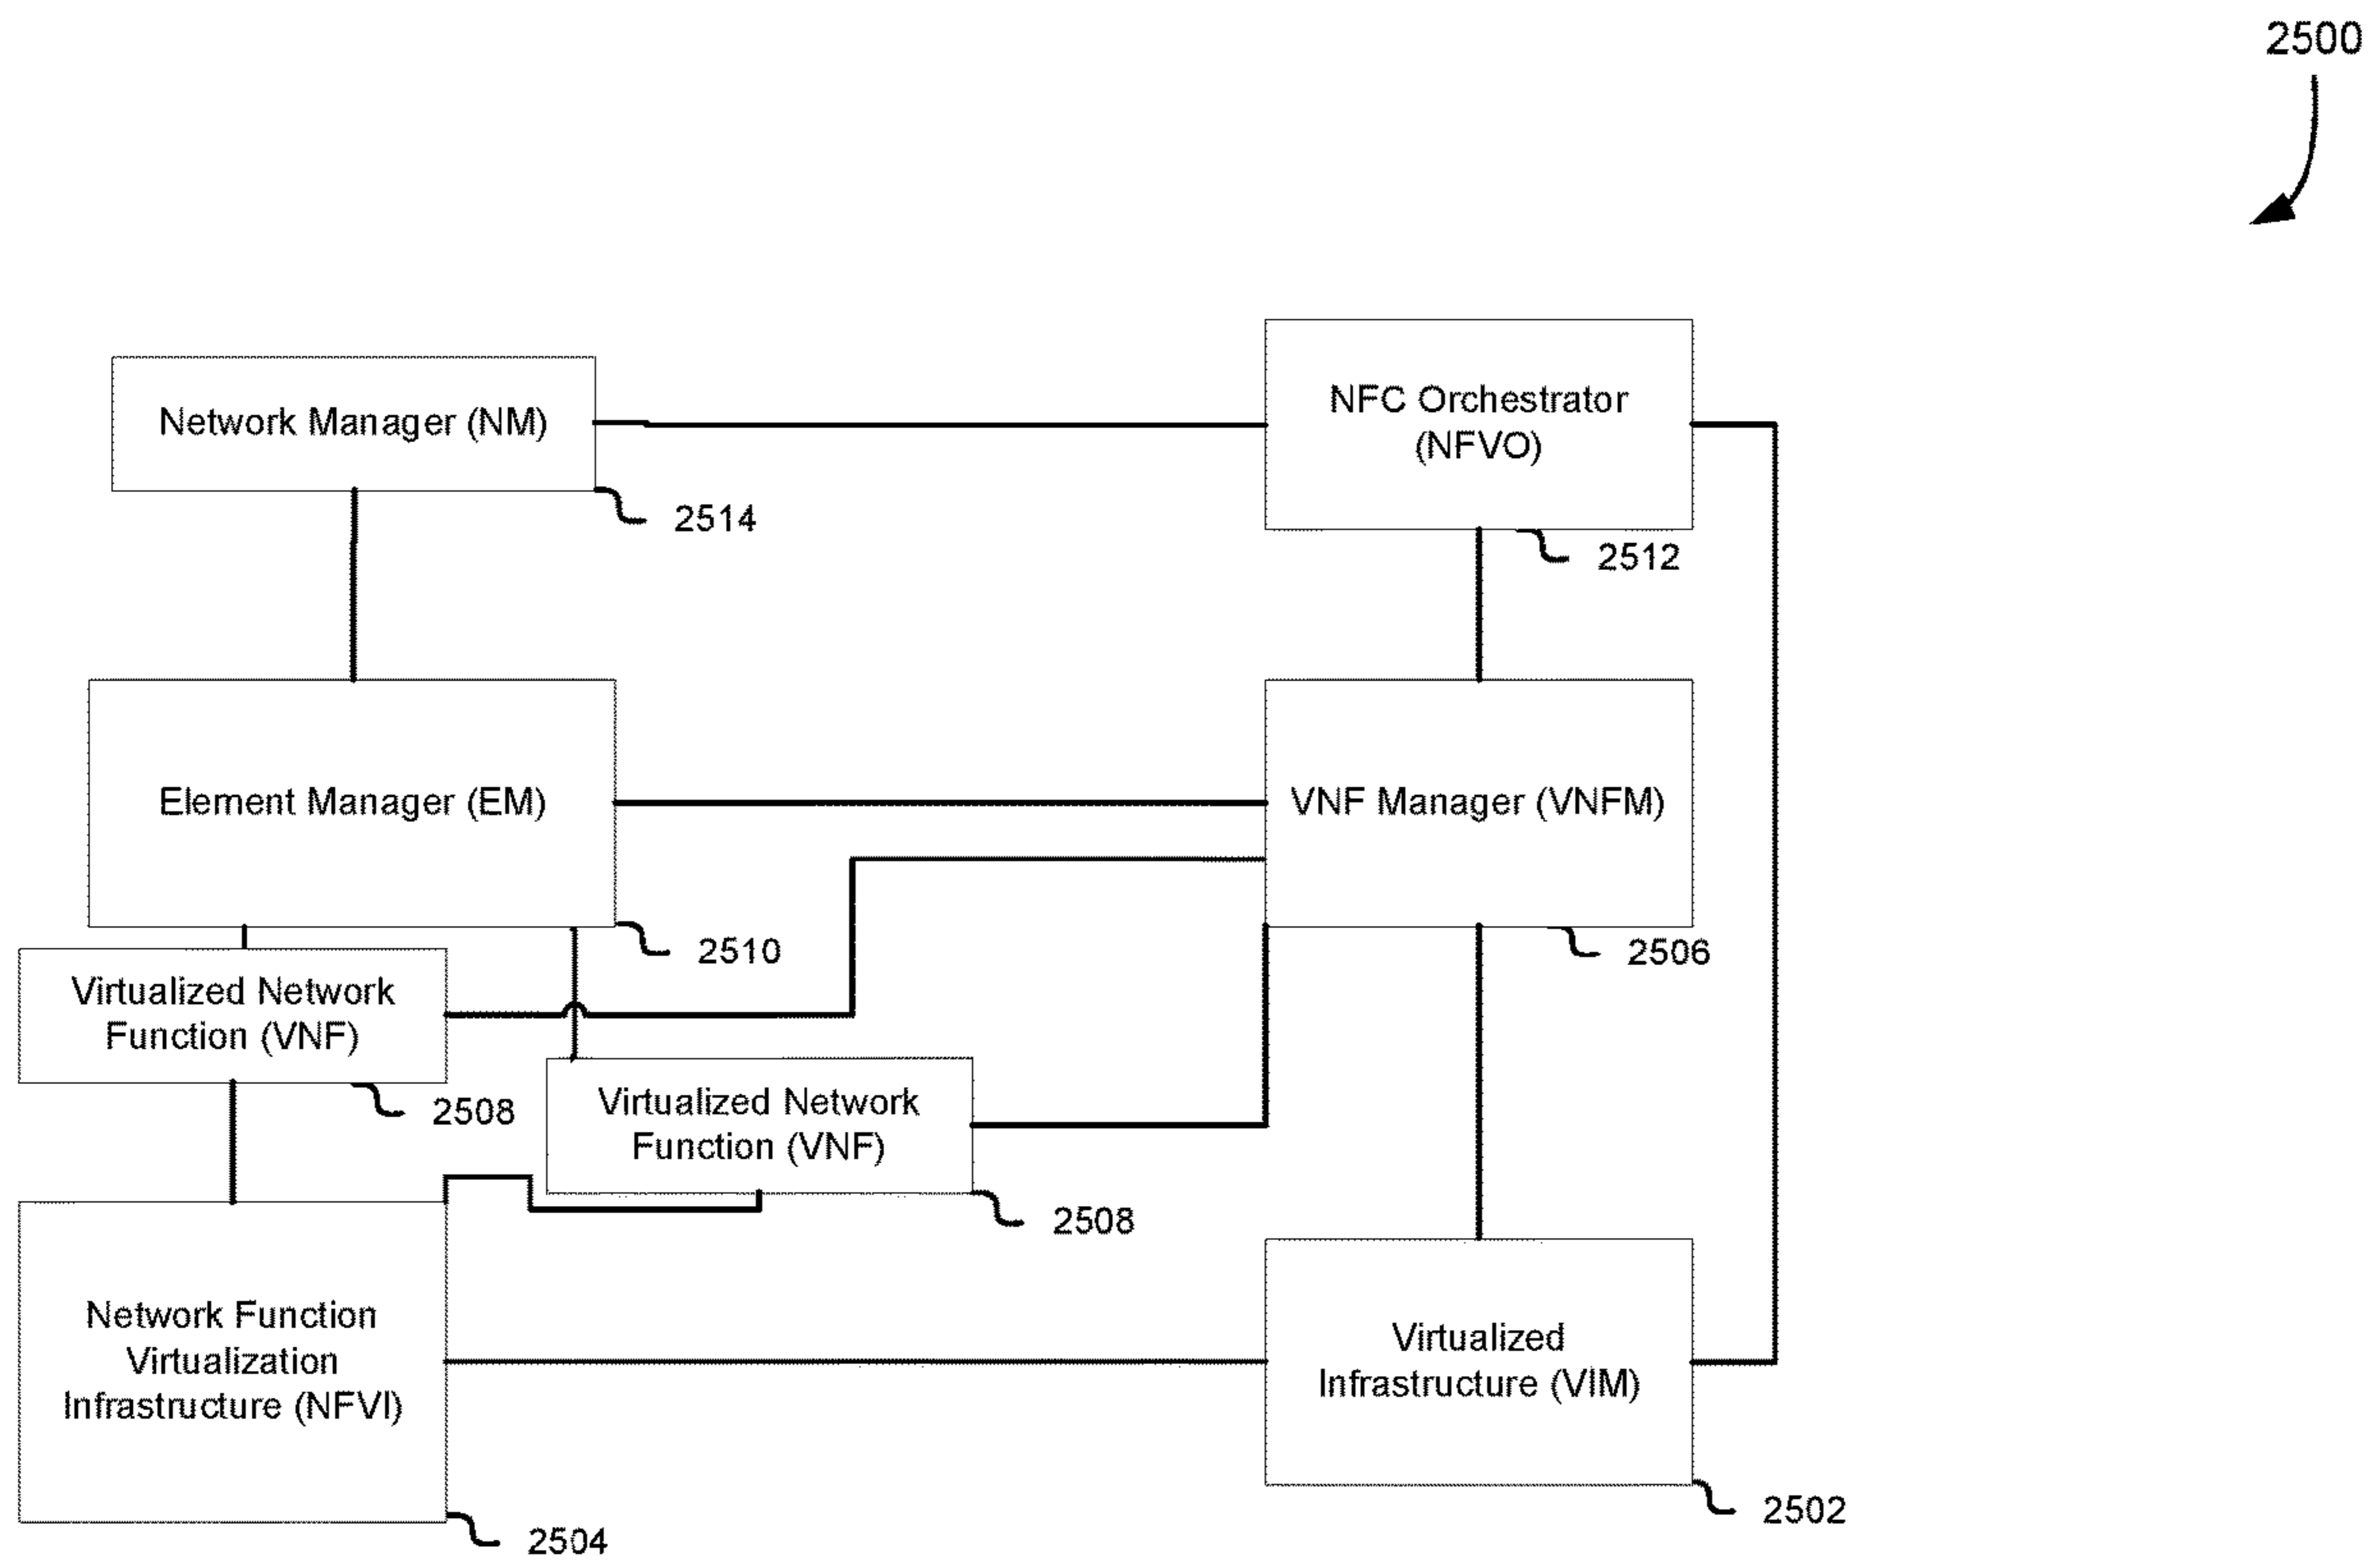 2500
Network Manager (NM)
2514
NFC Orchestrator
(NFVO)
2512
Element Manager (EM)
2510
VNF Manager (VNFM)
2506
Virtualized Network
Function (VNF)
2508
Virtualized Network
Function (VNF)
2508
Network Function
Virtualization
Infrastructure (NFVI)
2504
Virtualized
Infrastructure (VIM)
2502